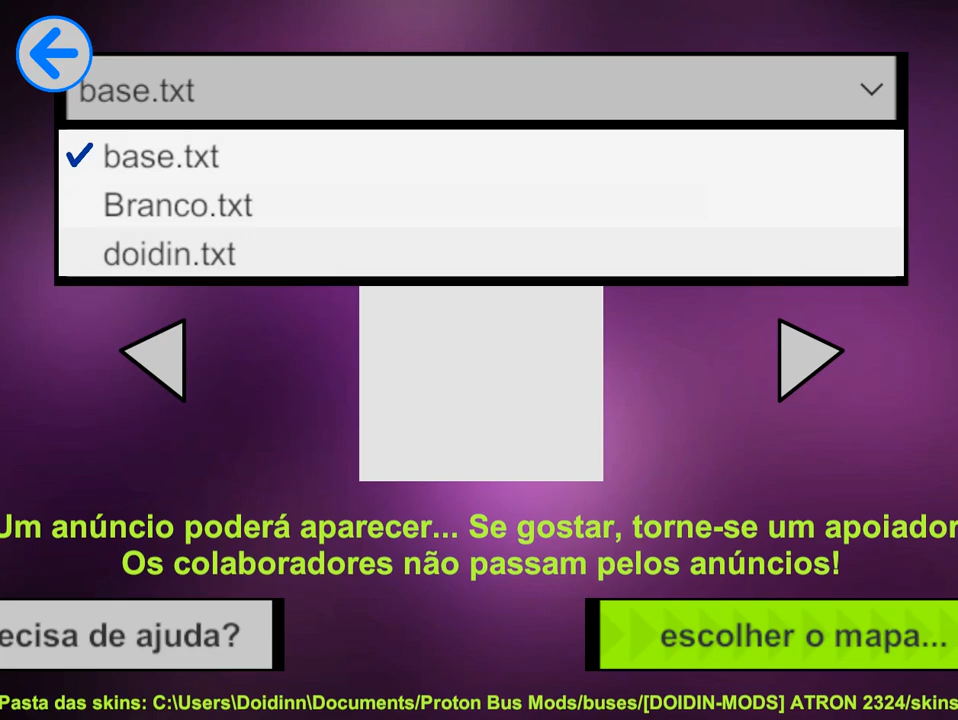 base.txt
base.txt
Branco.txt
doidin.txt
Um anúncio poderá aparecer... Se gostar, torne-se um apoiador
Os colaboradores não passam pelos anúncios!
ecisa de ajuda?
escolher o mapa...
Pasta das skins: C:\Users\Doidinn\Documents/Proton Bus Mods/buses/[DOIDIN-MODS] ATRON 2324/skins